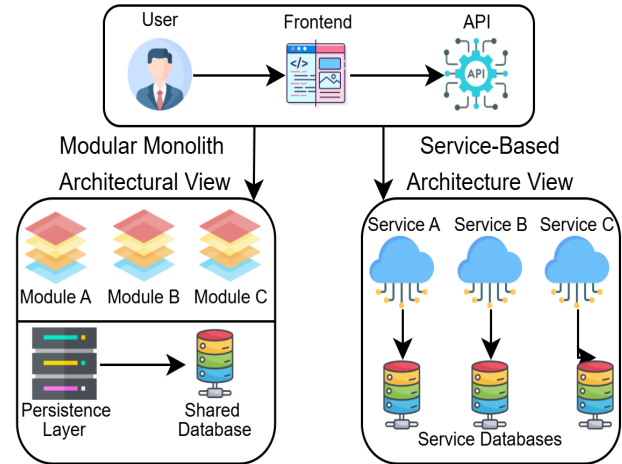 User
Frontend
API
</>
API
Modular Monolith
Architectural View
Service-Based
Architecture View
Module A
Module B
Module C
Persistence
Layer
Shared
Database
Service A
Service B
Service C
Service Databases